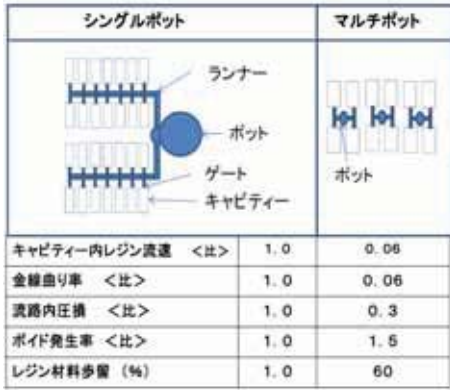 シングルポット マルチポット
ランナー
ポット
ゲート
キャビティー
ポット
キャビティー内レジン流速 <比> 1.0 0.06
金線曲り率 <比> 1.0 0.06
流路内圧損 <比> 1.0 0.3
ボイド発生率 <比> 1.0 1.5
レジン材料歩留 (%) 1.0 60